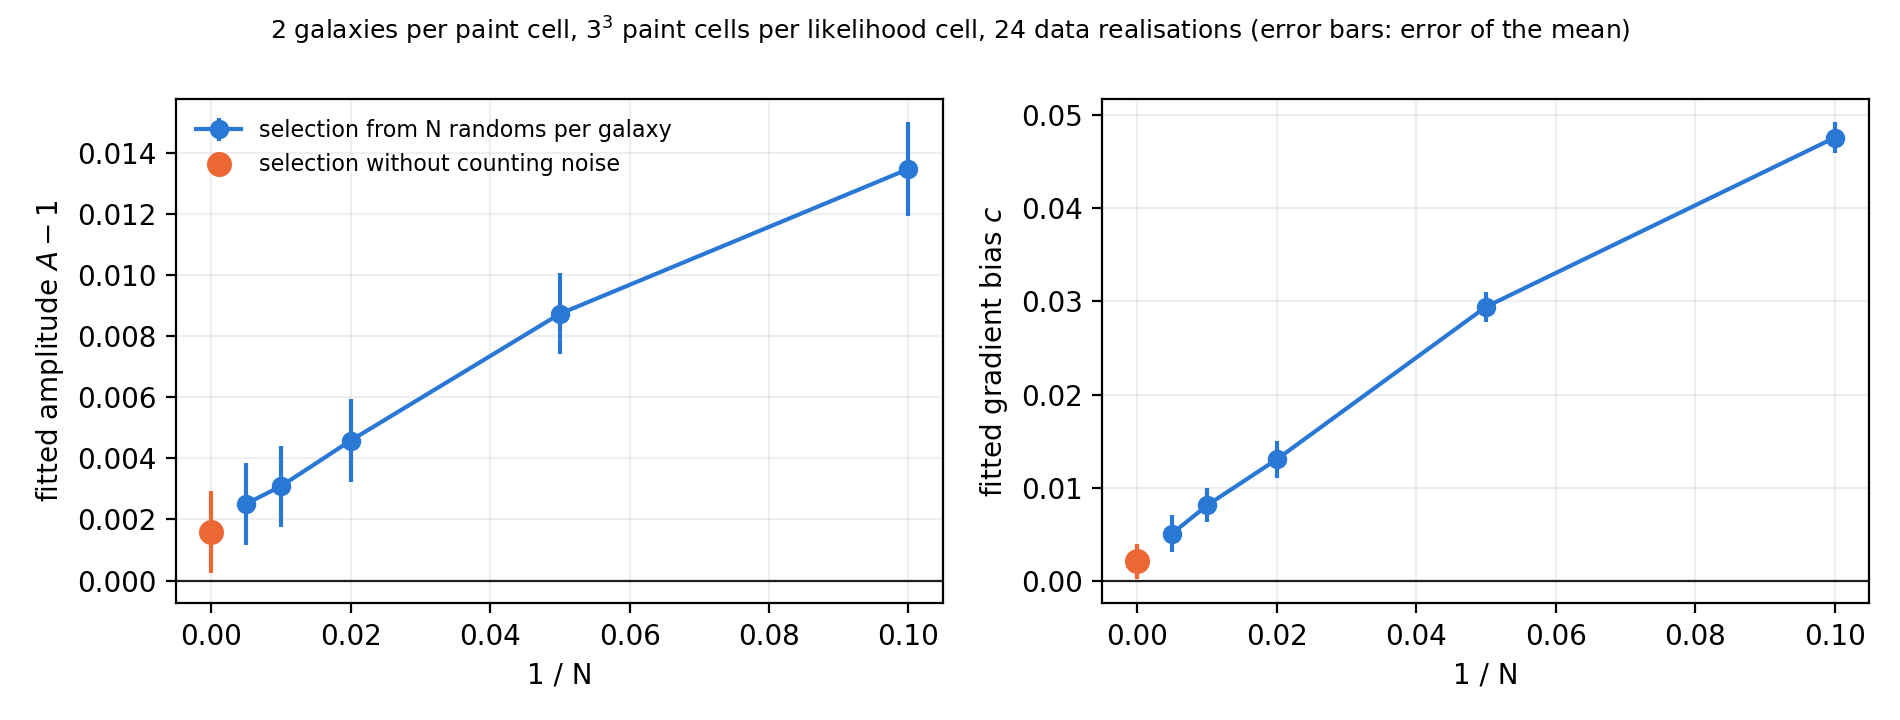 2 galaxies per paint cell, 3³ paint cells per likelihood cell, 24 data realisations (error bars: error of the mean)
selection from N randoms per galaxy
selection without counting noise
fitted amplitude A − 1
0.014
0.012
0.010
0.008
0.006
0.004
0.002
0.000
0.00 0.02 0.04 0.06 0.08 0.10
1 / N
fitted gradient bias c
0.05
0.04
0.03
0.02
0.01
0.00
0.00 0.02 0.04 0.06 0.08 0.10
1 / N